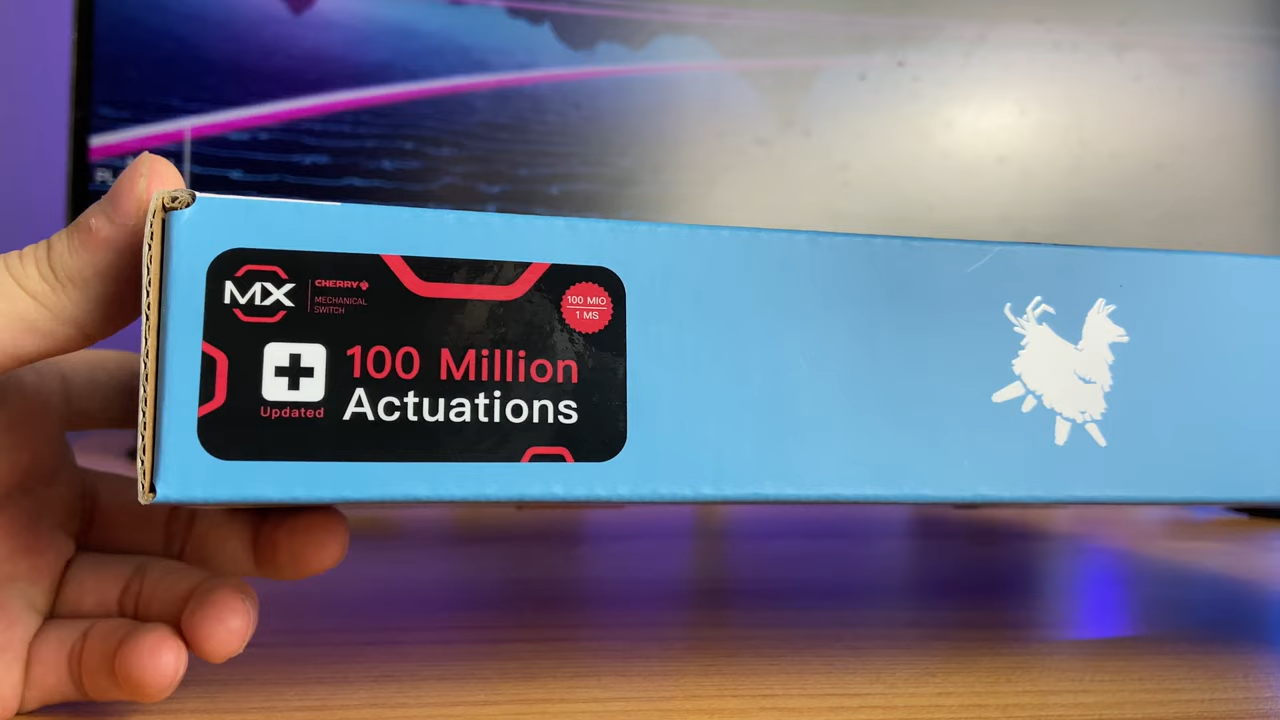 MX
CHERRY
MECHANICAL
SWITCH
100 MIO
1 MS
100 Million
Actuations
Updated